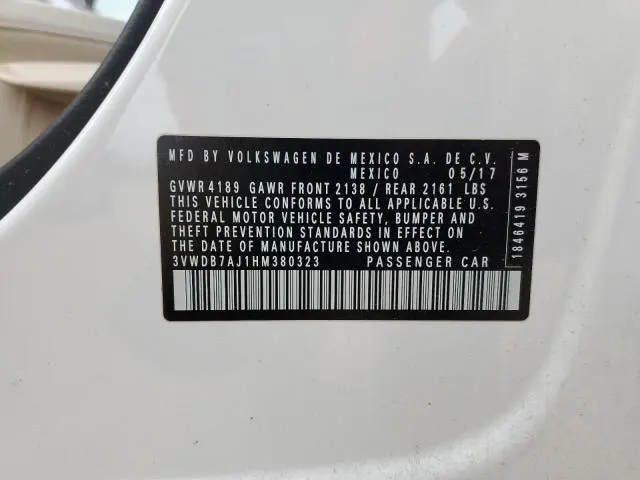 MFD BY VOLKSWAGEN DE MEXICO S.A. DE C.V.
MEXICO 05/17
GVWR 4189 GAWR FRONT 2138 / REAR 2161 LBS
THIS VEHICLE CONFORMS TO ALL APPLICABLE U.S.
FEDERAL MOTOR VEHICLE SAFETY, BUMPER AND
THEFT PREVENTION STANDARDS IN EFFECT ON
THE DATE OF MANUFACTURE SHOWN ABOVE.
3VWDB7AJ1HM380323 PASSENGER CAR
1846419 3156 M